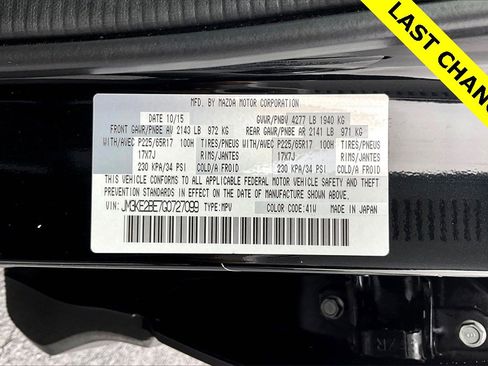 LAST CHANC
MFD. BY MAZDA MOTOR CORPORATION
DATE 10/15 GVWR/PNBV 4277 LB 1940 KG
FRONT GAWR/PNBE AV 2143 LB 972 KG REAR GAWR/PNBE AR 2141 LB 971 KG
WITH/AVEC P225/65R17 100H TIRES/PNEUS WITH/AVEC P225/65R17 100H TIRES/PNEUS
17X7J RIMS/JANTES 17X7J RIMS/JANTES
230 KPA/34 PSI COLD/A FROID 230 KPA/34 PSI COLD/A FROID
THIS VEHICLE CONFORMS TO ALL APPLICABLE FEDERAL MOTOR VEHICLE SAFETY AND THEFT PREVENTION STANDARDS IN EFFECT ON THE DATE OF MANUFACTURE SHOWN ABOVE.
VIN: JM3KE2BE7G0727099 TYPE:MPV COLOR CODE:41W MADE IN JAPAN